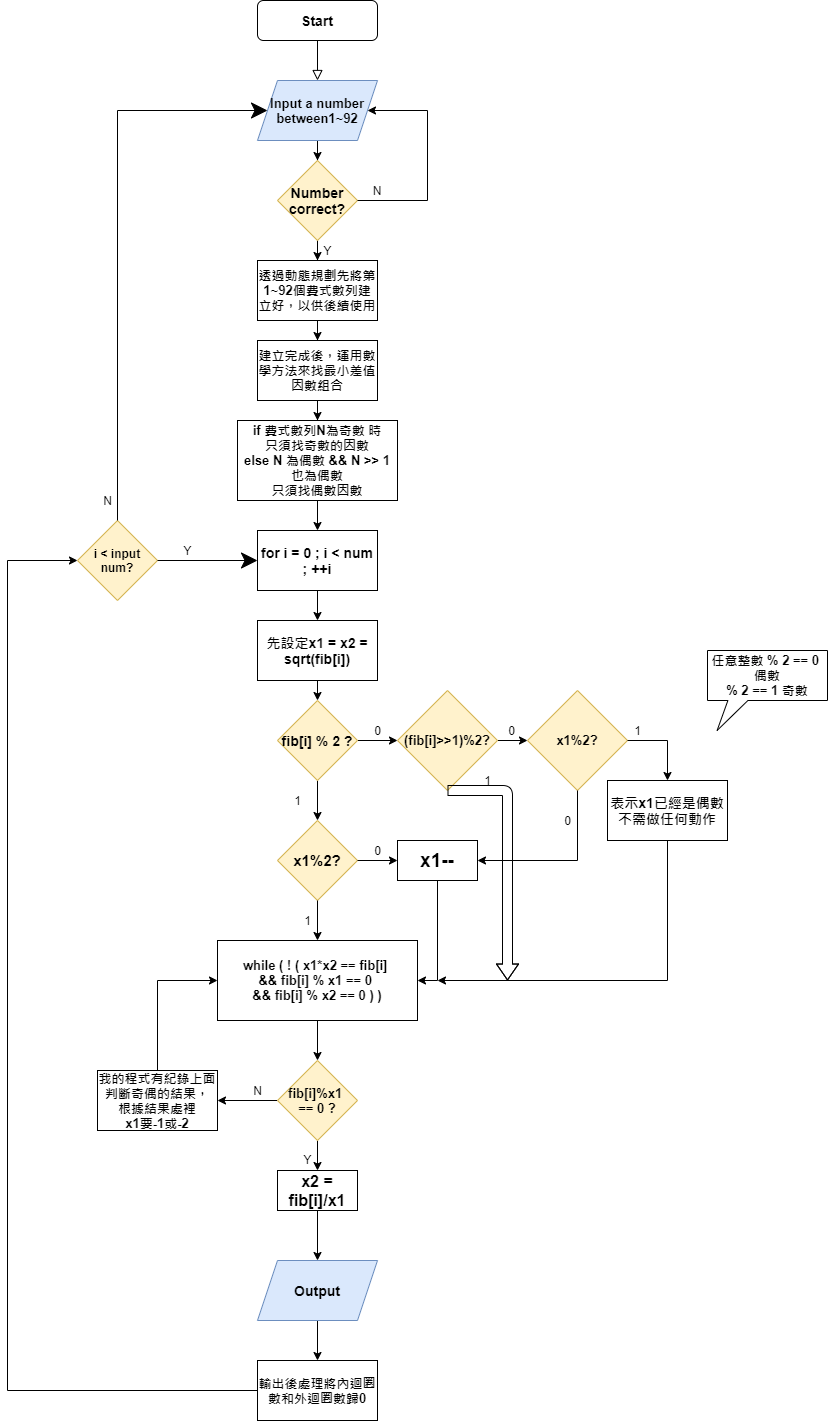 Start
Input a number
between1~92
Number
correct?
N
Y
透過動態規劃先將第
1~92個費式數列建
立好，以供後續使用
建立完成後，運用數
學方法來找最小差值
因數組合
if 費式數列N為奇數 時
只須找奇數的因數
else N 為偶數 && N >> 1
也為偶數
只須找偶數因數
N
i < input
num?
Y
for i = 0 ; i < num
; ++i
先設定x1 = x2 =
sqrt(fib[i])
任意整數 % 2 == 0
偶數
% 2 == 1 奇數
fib[i] % 2 ?
0
(fib[i]>>1)%2?
0
x1%2?
1
1
1
表示x1已經是偶數
不需做任何動作
0
x1%2?
0
x1--
1
while ( ! ( x1*x2 == fib[i]
&& fib[i] % x1 == 0
&& fib[i] % x2 == 0 ) )
我的程式有紀錄上面
判斷奇偶的結果，
根據結果處裡
x1要-1或-2
N
fib[i]%x1
== 0 ?
Y
x2 =
fib[i]/x1
Output
輸出後處理將內迴圈
數和外迴圈數歸0